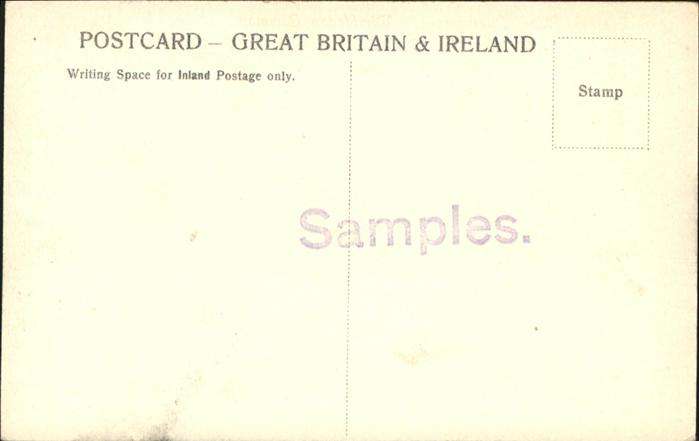 POSTCARD – GREAT BRITAIN & IRELAND
Writing Space for Inland Postage only.
Stamp
Samples.